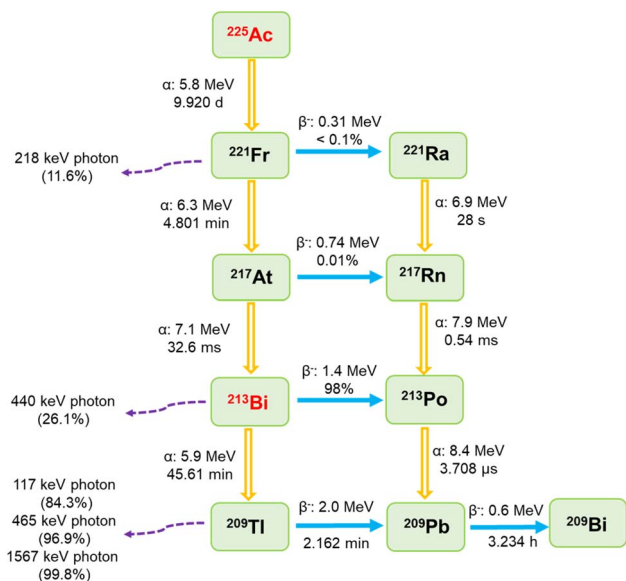 ²²⁵Ac
α: 5.8 MeV
9.920 d
β⁻: 0.31 MeV
< 0.1%
²²¹Fr
²²¹Ra
218 keV photon
(11.6%)
α: 6.3 MeV
4.801 min
α: 6.9 MeV
28 s
β⁻: 0.74 MeV
0.01%
²¹⁷At
²¹⁷Rn
α: 7.1 MeV
32.6 ms
α: 7.9 MeV
0.54 ms
β⁻: 1.4 MeV
98%
²¹³Bi
²¹³Po
440 keV photon
(26.1%)
α: 5.9 MeV
45.61 min
α: 8.4 MeV
3.708 µs
117 keV photon
(84.3%)
465 keV photon
(96.9%)
1567 keV photon
(99.8%)
²⁰⁹Tl
β⁻: 2.0 MeV
2.162 min
²⁰⁹Pb
β⁻: 0.6 MeV
3.234 h
²⁰⁹Bi